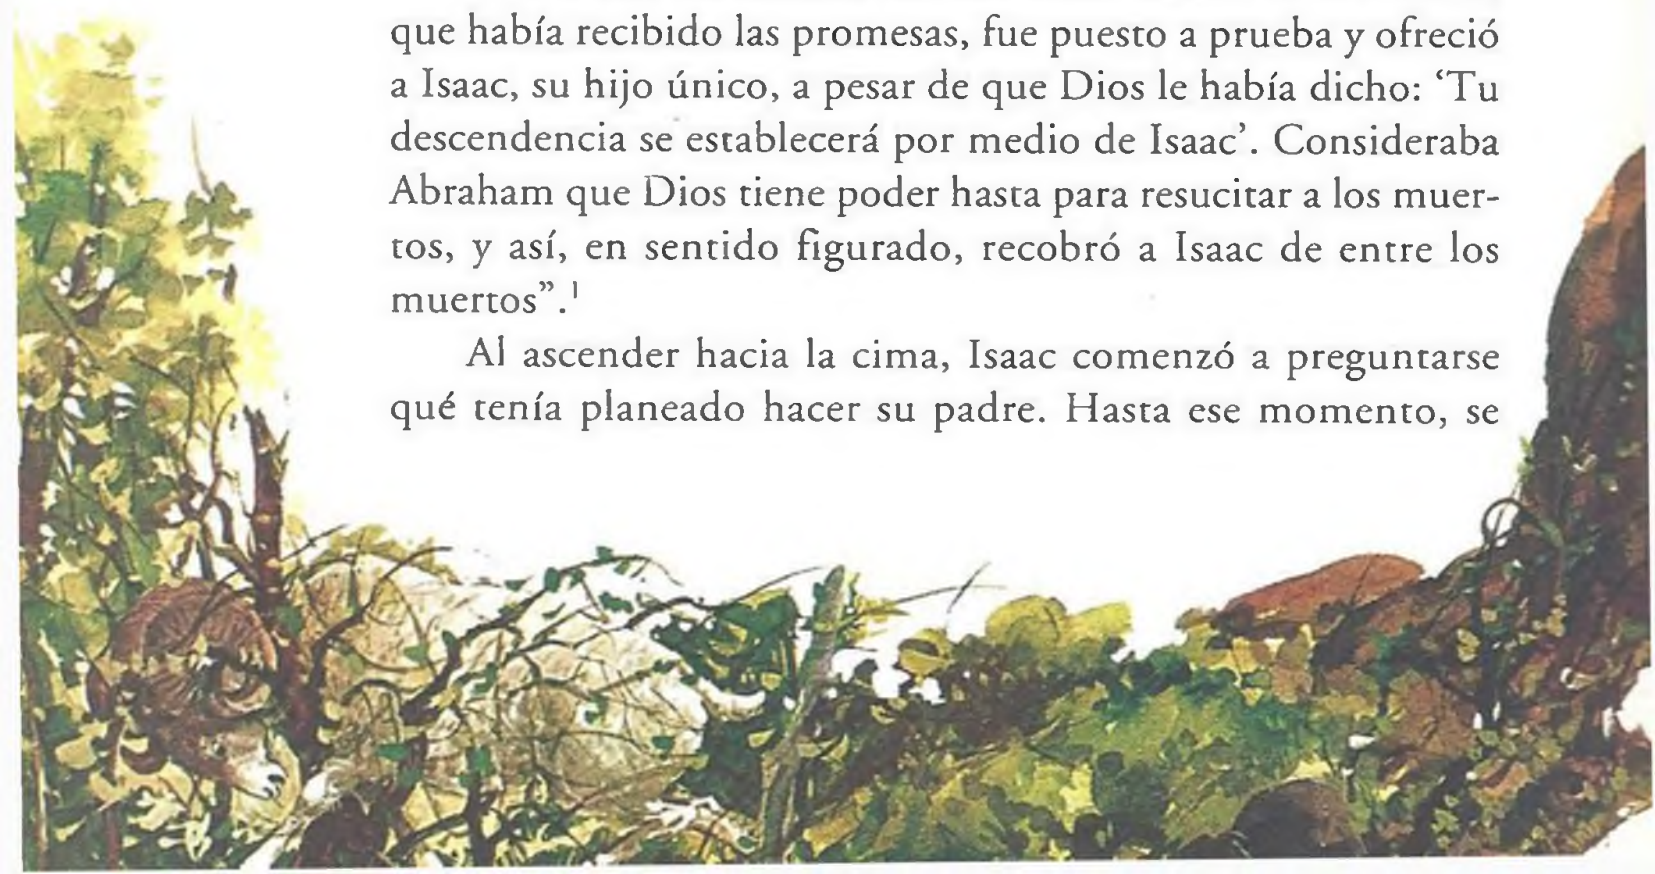 que había recibido las promesas, fue puesto a prueba y ofreció
a Isaac, su hijo único, a pesar de que Dios le había dicho: ‘Tu
descendencia se establecerá por medio de Isaac’. Consideraba
Abraham que Dios tiene poder hasta para resucitar a los muer-
tos, y así, en sentido figurado, recobró a Isaac de entre los
muertos”.¹
Al ascender hacia la cima, Isaac comenzó a preguntarse
qué tenía planeado hacer su padre. Hasta ese momento, se